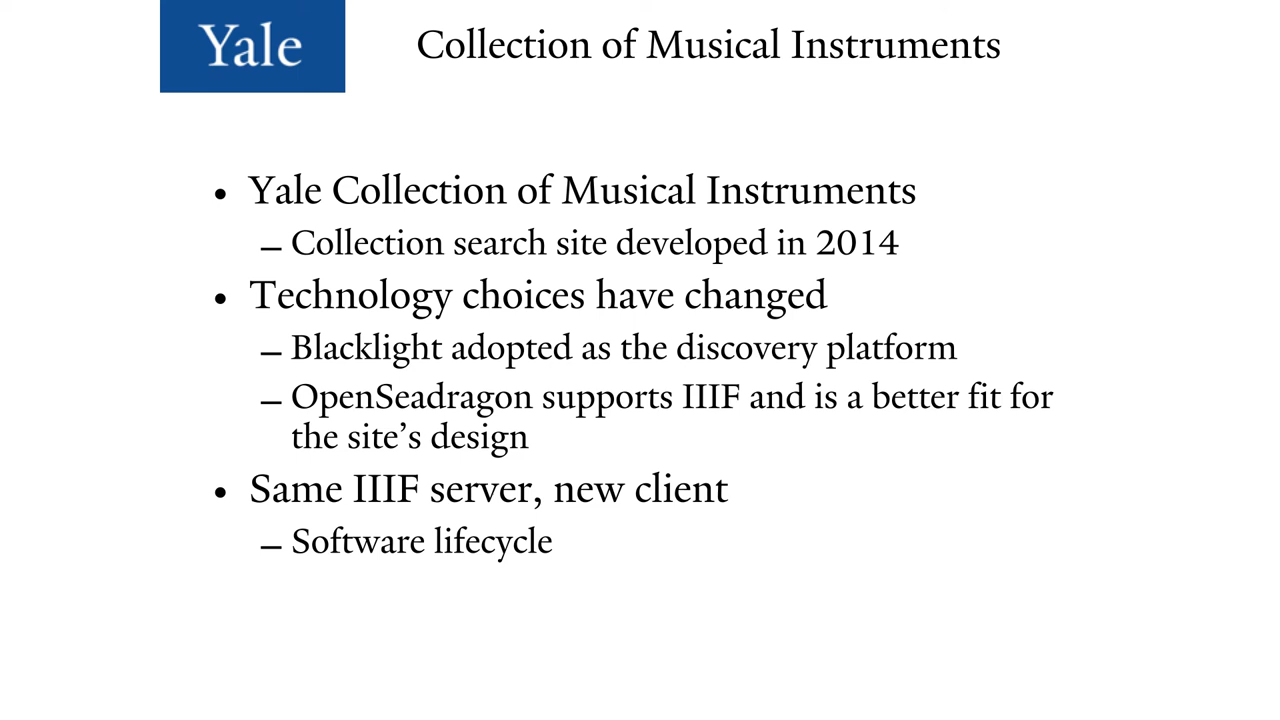 Yale
Collection of Musical Instruments
• Yale Collection of Musical Instruments
– Collection search site developed in 2014
• Technology choices have changed
– Blacklight adopted as the discovery platform
– OpenSeadragon supports IIIF and is a better fit for
the site’s design
• Same IIIF server, new client
– Software lifecycle